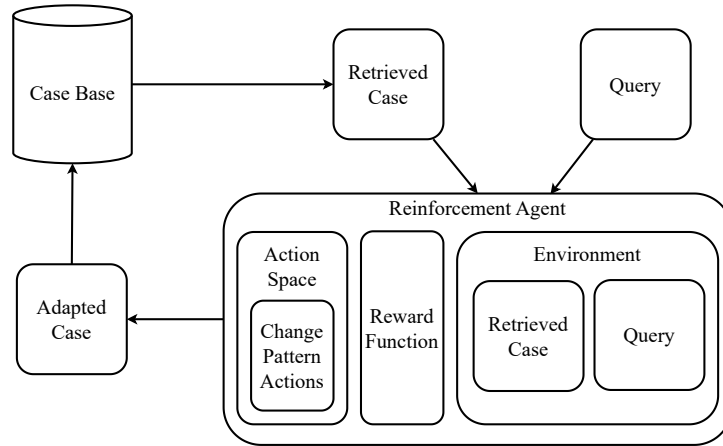 Case Base
Retrieved
Case
Query
Reinforcement Agent
Action
Space
Change
Pattern
Actions
Reward
Function
Environment
Retrieved
Case
Query
Adapted
Case